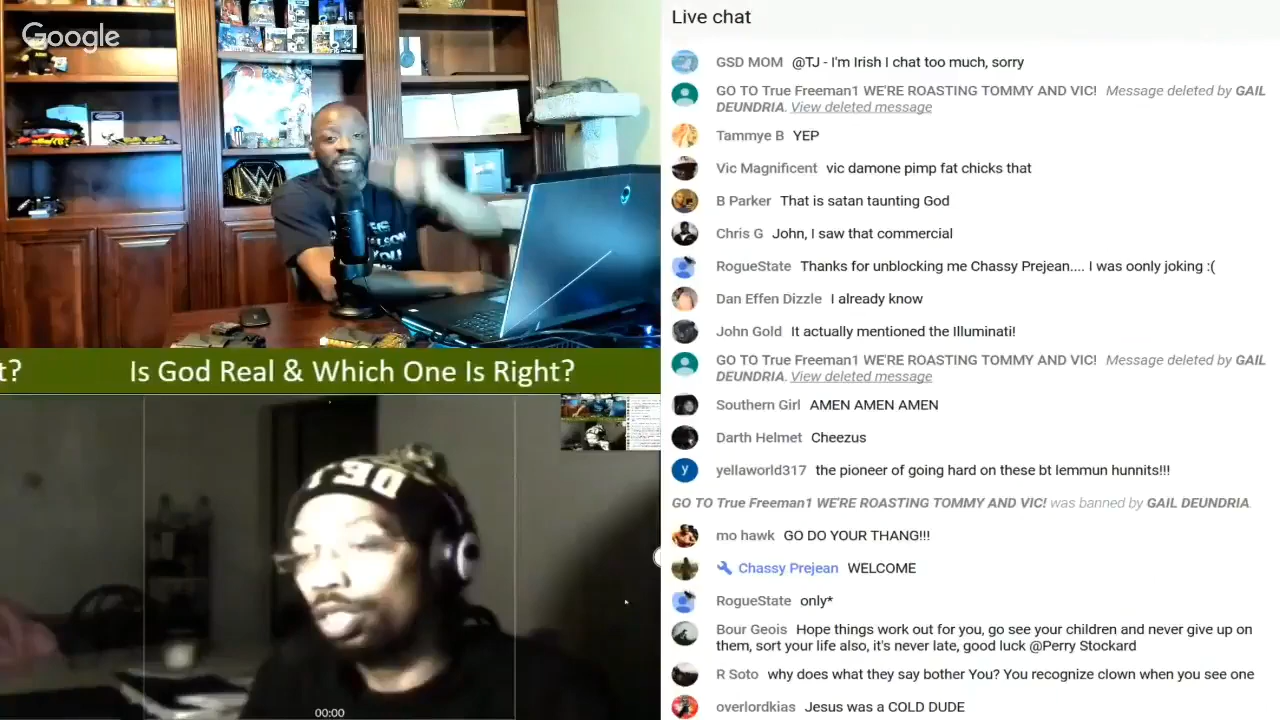 Google
t?
Is God Real & Which One Is Right?
00:00
Live chat
GSD MOM @TJ - I'm Irish I chat too much, sorry
GO TO True Freeman1 WE'RE ROASTING TOMMY AND VIC! Message deleted by GAIL
DEUNDRIA. View deleted message
Tammye B YEP
Vic Magnificent vic damone pimp fat chicks that
B Parker That is satan taunting God
Chris G John, I saw that commercial
RogueState Thanks for unblocking me Chassy Prejean.... I was oonly joking :(
Dan Effen Dizzle I already know
John Gold It actually mentioned the Illuminati!
GO TO True Freeman1 WE'RE ROASTING TOMMY AND VIC! Message deleted by GAIL
DEUNDRIA. View deleted message
Southern Girl AMEN AMEN AMEN
Darth Helmet Cheezus
y yellaworld317 the pioneer of going hard on these bt lemmun hunnits!!!
GO TO True Freeman1 WE'RE ROASTING TOMMY AND VIC! was banned by GAIL DEUNDRIA.
mo hawk GO DO YOUR THANG!!!
Chassy Prejean WELCOME
RogueState only*
Bour Geois Hope things work out for you, go see your children and never give up on
them, sort your life also, it's never late, good luck @Perry Stockard
R Soto why does what they say bother You? You recognize clown when you see one
overlordkias Jesus was a COLD DUDE